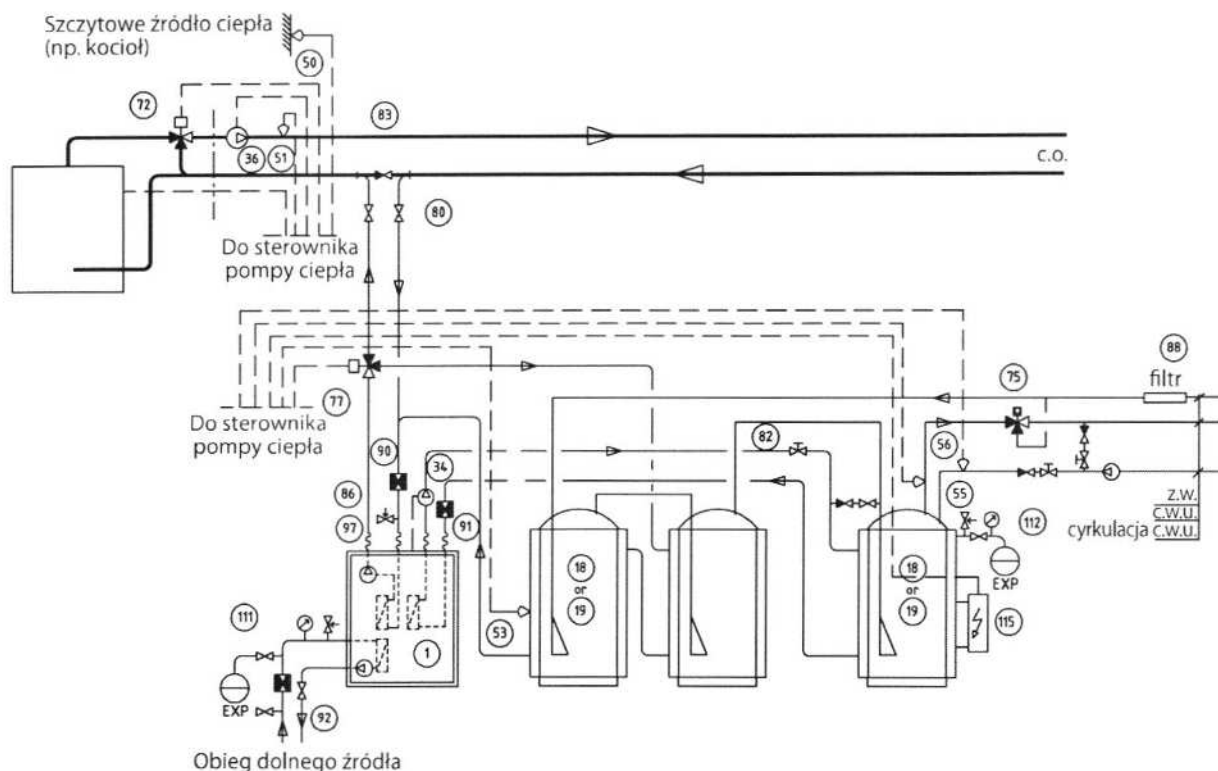 Szczytowe źródło ciepła
(np. kocioł)
50
72
83
36
51
c.o.
80
Do sterownika
pompy ciepła
88
75
filtr
77
Do sterownika
pompy ciepła
90
34
82
56
86
55
z.w.
97
91
112
c.w.u.
cyrkulacja c.w.u.
18
or
19
18
or
19
EXP
111
53
115
1
EXP
92
Obieg dolnego źródła